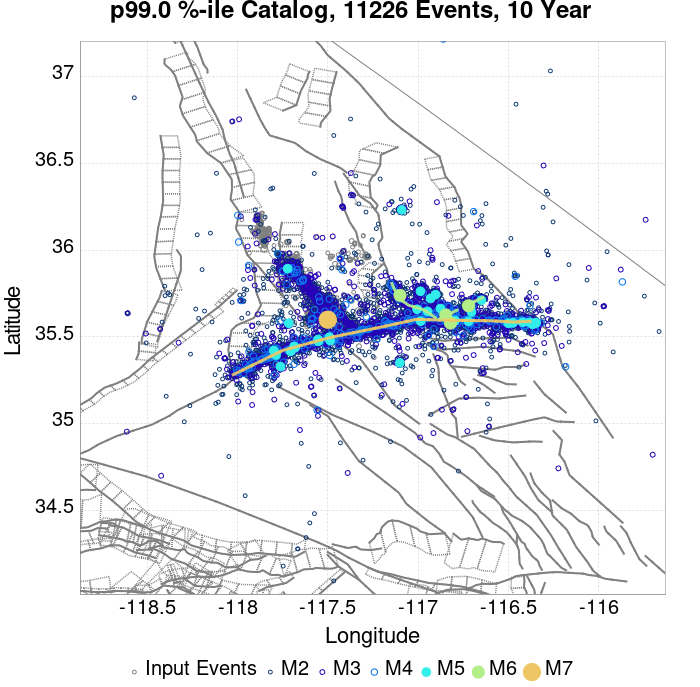 p99.0 %-ile Catalog, 11226 Events, 10 Year
37
36.5
36
35.5
35
34.5
Latitude
-118.5 -118 -117.5 -117 -116.5 -116
Longitude
Input Events M2 M3 M4 M5 M6 M7